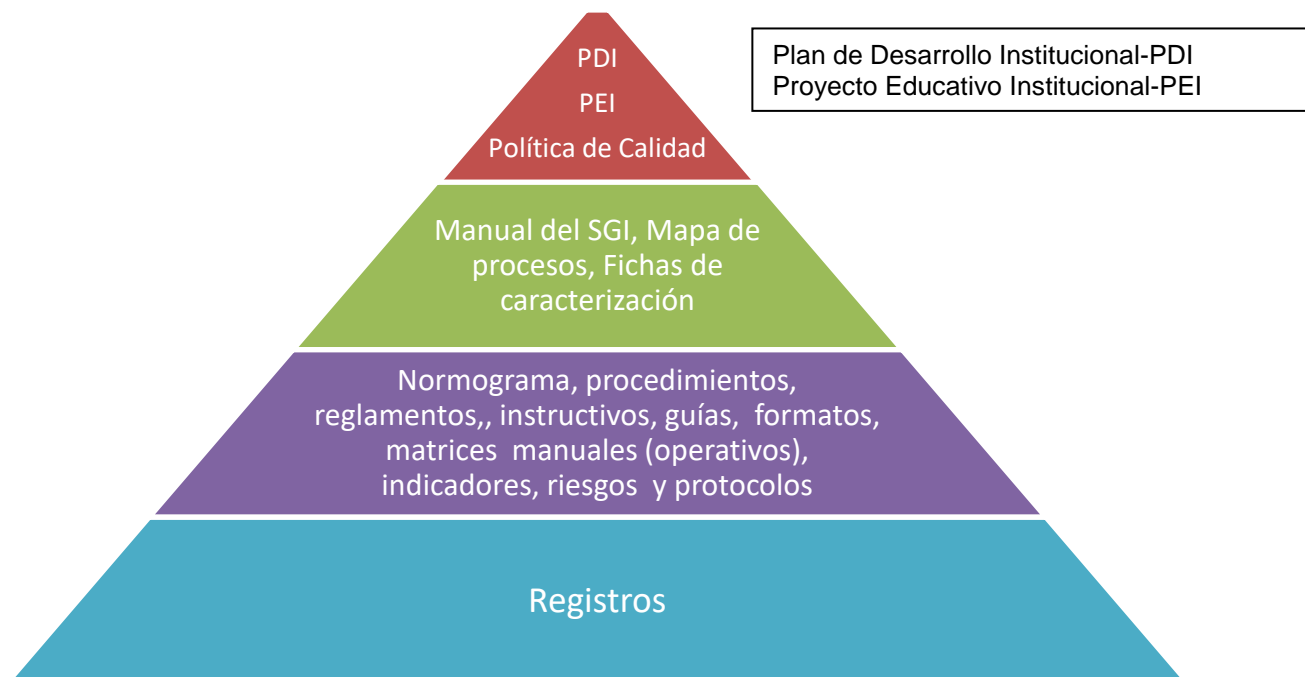 PDI
PEI
Política de Calidad
Plan de Desarrollo Institucional-PDI
Proyecto Educativo Institucional-PEI
Manual del SGI, Mapa de
procesos, Fichas de
caracterización
Normograma, procedimientos,
reglamentos,, instructivos, guías,  formatos,
matrices  manuales (operativos),
indicadores, riesgos  y protocolos
Registros